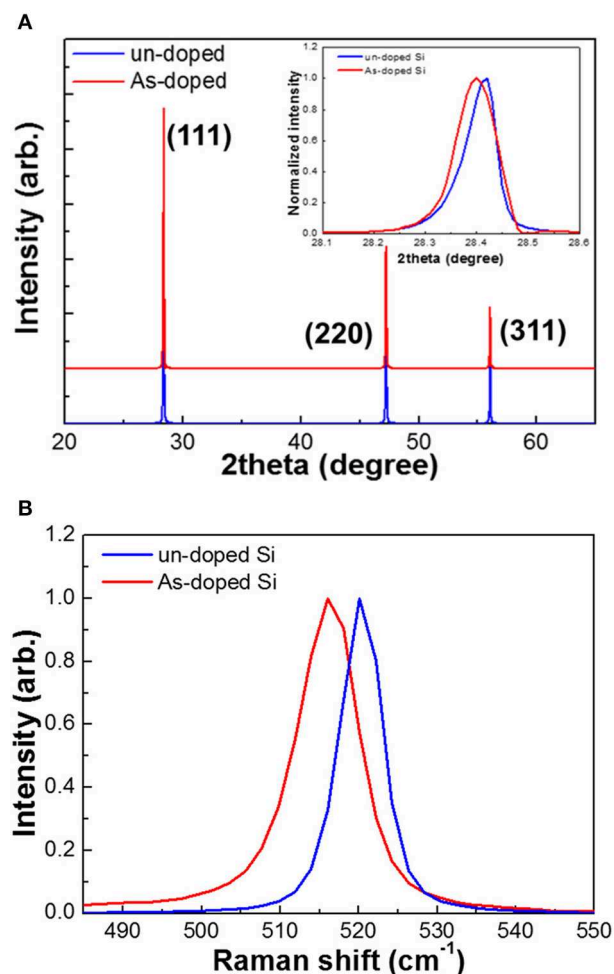 A
un-doped
As-doped
(111)
(220)
(311)
Intensity (arb.)
20 30 40 50 60
2theta (degree)
un-doped Si
As-doped Si
1.2
1.0
0.8
0.6
0.4
0.2
0.0
Normalized intensity
28.1 28.2 28.3 28.4 28.5 28.6
2theta (degree)
B
un-doped Si
As-doped Si
1.2
1.0
0.8
0.6
0.4
0.2
0.0
Intensity (arb.)
490 500 510 520 530 540 550
Raman shift (cm⁻¹)